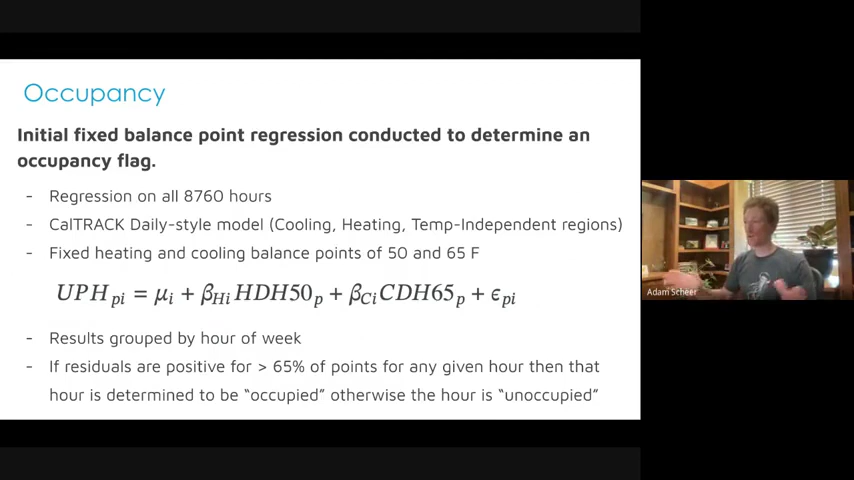 Occupancy
Initial fixed balance point regression conducted to determine an
occupancy flag.
- Regression on all 8760 hours
- CalTRACK Daily-style model (Cooling, Heating, Temp-Independent regions)
- Fixed heating and cooling balance points of 50 and 65 F
UPH_pi = μ_i + β_Hi HDH50_p + β_Ci CDH65_p + ϵ_pi
- Results grouped by hour of week
- If residuals are positive for > 65% of points for any given hour then that
hour is determined to be “occupied” otherwise the hour is “unoccupied”
Adam Scheer